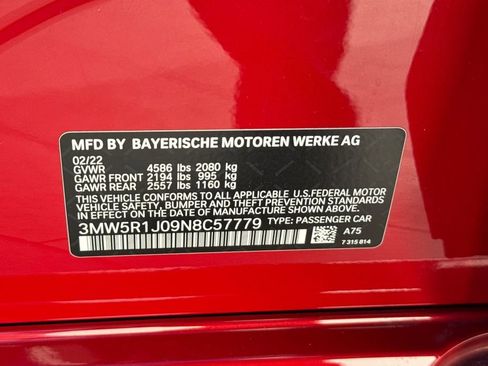 MFD BY BAYERISCHE MOTOREN WERKE AG
02/22
GVWR 4586 lbs 2080 kg
GAWR FRONT 2194 lbs 995 kg
GAWR REAR 2557 lbs 1160 kg
THIS VEHICLE CONFORMS TO ALL APPLICABLE U.S.FEDERAL MOTOR
VEHICLE SAFETY, BUMPER AND THEFT PREVENTION STANDARDS
IN EFFECT ON THE DATE OF MANUFACTURE SHOWN ABOVE.
3MW5R1J09N8C57779 TYPE: PASSENGER CAR
A75
7 315 814